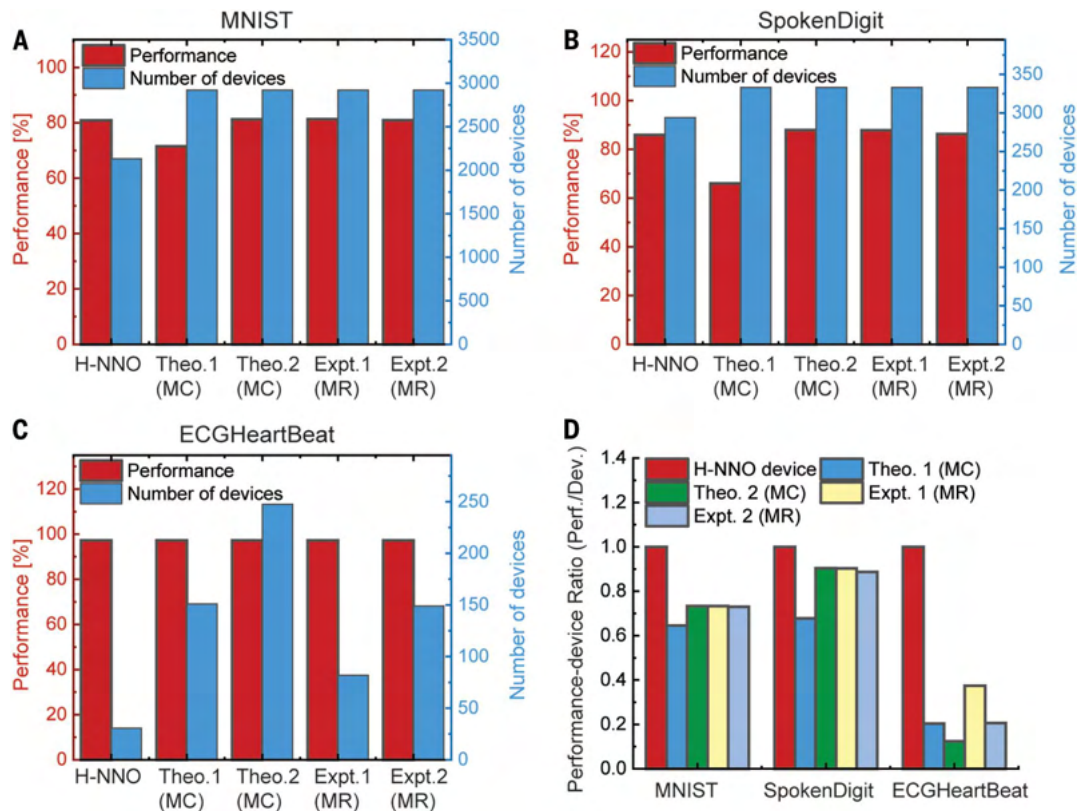 A
MNIST
Performance
Number of devices
Performance [%]
100
80
60
40
20
0
Number of devices
3500
3000
2500
2000
1500
1000
500
0
H-NNO
Theo.1
(MC)
Theo.2
(MC)
Expt.1
(MR)
Expt.2
(MR)
B
SpokenDigit
Performance
Number of devices
Performance [%]
120
100
80
60
40
20
0
Number of devices
350
300
250
200
150
100
50
0
H-NNO
Theo.1
(MC)
Theo.2
(MC)
Expt.1
(MR)
Expt.2
(MR)
C
ECGHeartBeat
Performance
Number of devices
Performance [%]
120
100
80
60
40
20
0
Number of devices
250
200
150
100
50
0
H-NNO
Theo.1
(MC)
Theo.2
(MC)
Expt.1
(MR)
Expt.2
(MR)
D
H-NNO device
Theo. 1 (MC)
Theo. 2 (MC)
Expt. 1 (MR)
Expt. 2 (MR)
Performance-device Ratio (Perf./Dev.)
1.4
1.2
1.0
0.8
0.6
0.4
0.2
0.0
MNIST
SpokenDigit
ECGHeartBeat